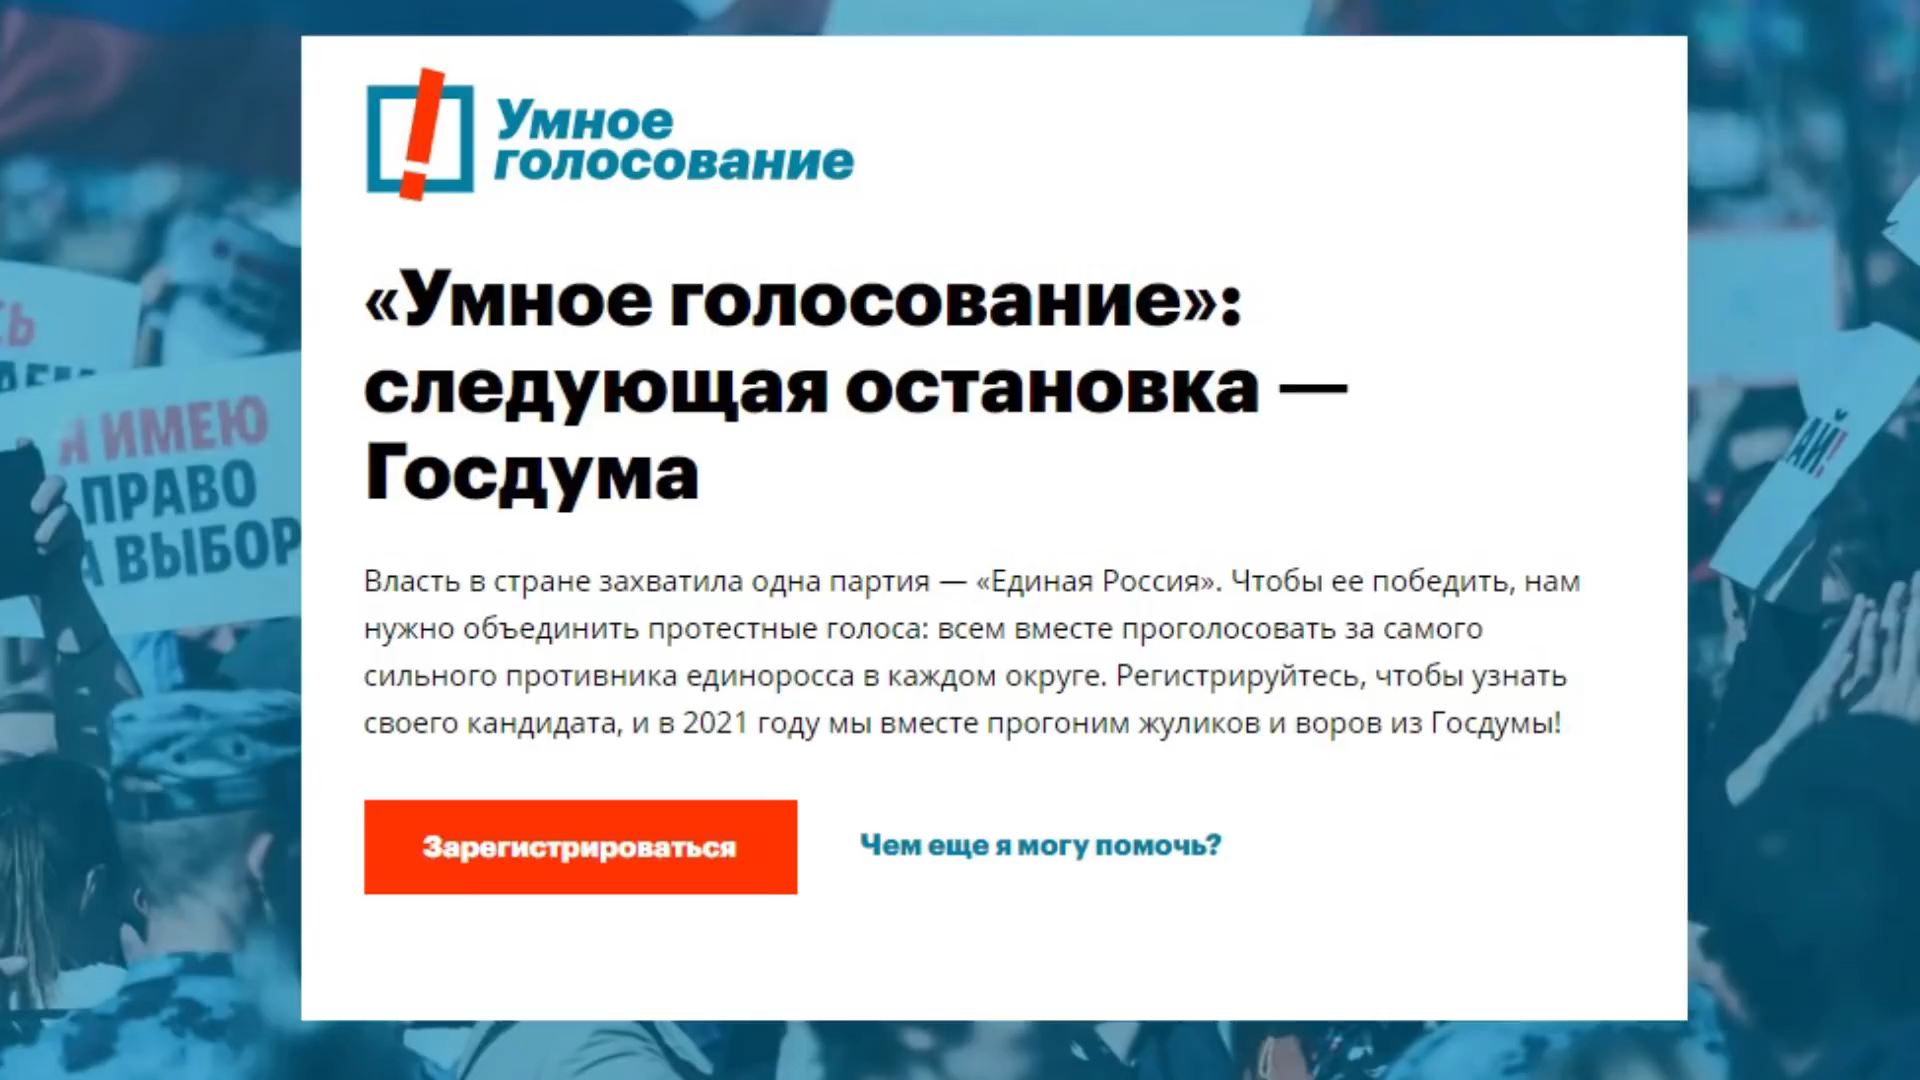 Умное
голосование
«Умное голосование»:
следующая остановка —
Госдума
Власть в стране захватила одна партия — «Единая Россия». Чтобы ее победить, нам
нужно объединить протестные голоса: всем вместе проголосовать за самого
сильного противника единоросса в каждом округе. Регистрируйтесь, чтобы узнать
своего кандидата, и в 2021 году мы вместе прогоним жуликов и воров из Госдумы!
Зарегистрироваться
Чем еще я могу помочь?
Я ИМЕЮ
ПРАВО
ВЫБОР